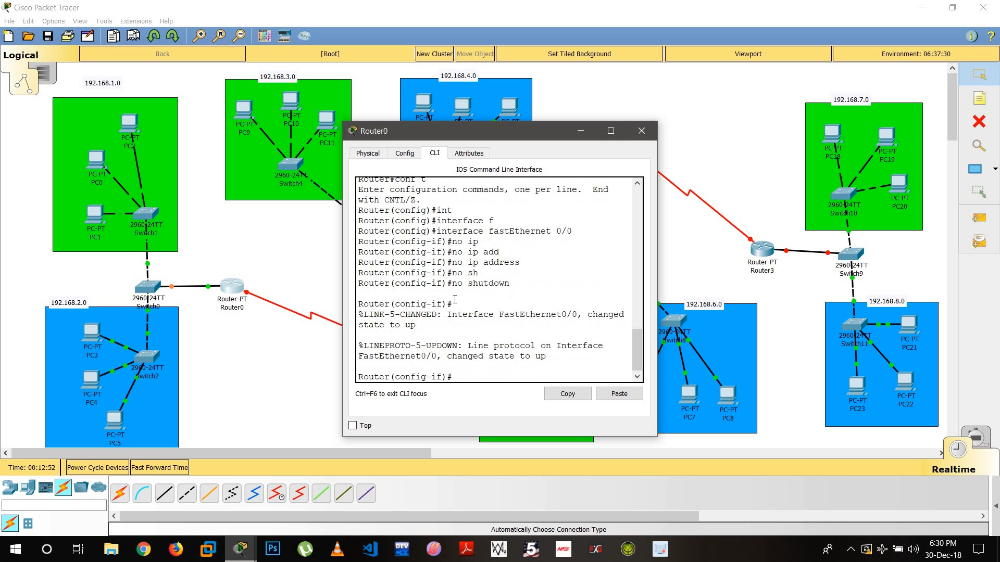 Cisco Packet Tracer
File Edit Options View Tools Extensions Help
Logical
Back
[Root]
New Cluster
Move Object
Set Tiled Background
Viewport
Environment: 06:37:30
192.168.1.0
PC-PT
PC2
PC-PT
PC0
PC-PT
PC1
2960-24TT
Switch1
192.168.3.0
PC-PT
PC9
PC-PT
PC10
PC-PT
PC11
2960-24TT
Switch4
192.168.4.0
PC-PT
192.168.7.0
PC-PT
PC18
PC-PT
PC19
PC-PT
PC20
2960-24TT
Switch10
Router-PT
Router3
2960-24TT
Switch9
2960-24TT
Switch0
Router-PT
Router0
192.168.2.0
PC-PT
PC3
PC-PT
PC4
PC-PT
PC5
2960-24TT
Switch2
192.168.6.0
2960-24TT
Switch8
PC-PT
PC7
PC-PT
PC8
192.168.8.0
2960-24TT
Switch11
PC-PT
PC21
PC-PT
PC22
PC-PT
PC23
Router0
Physical Config CLI Attributes
IOS Command Line Interface
Router#conf t
Enter configuration commands, one per line.  End
with CNTL/Z.
Router(config)#int
Router(config)#interface f
Router(config)#interface fastEthernet 0/0
Router(config-if)#no ip
Router(config-if)#no ip add
Router(config-if)#no ip address
Router(config-if)#no sh
Router(config-if)#no shutdown
Router(config-if)#
%LINK-5-CHANGED: Interface FastEthernet0/0, changed
state to up
%LINEPROTO-5-UPDOWN: Line protocol on Interface
FastEthernet0/0, changed state to up
Router(config-if)#
Ctrl+F6 to exit CLI focus
Copy
Paste
Top
Time: 00:12:52
Power Cycle Devices
Fast Forward Time
Realtime
Automatically Choose Connection Type
6:30 PM
30-Dec-18